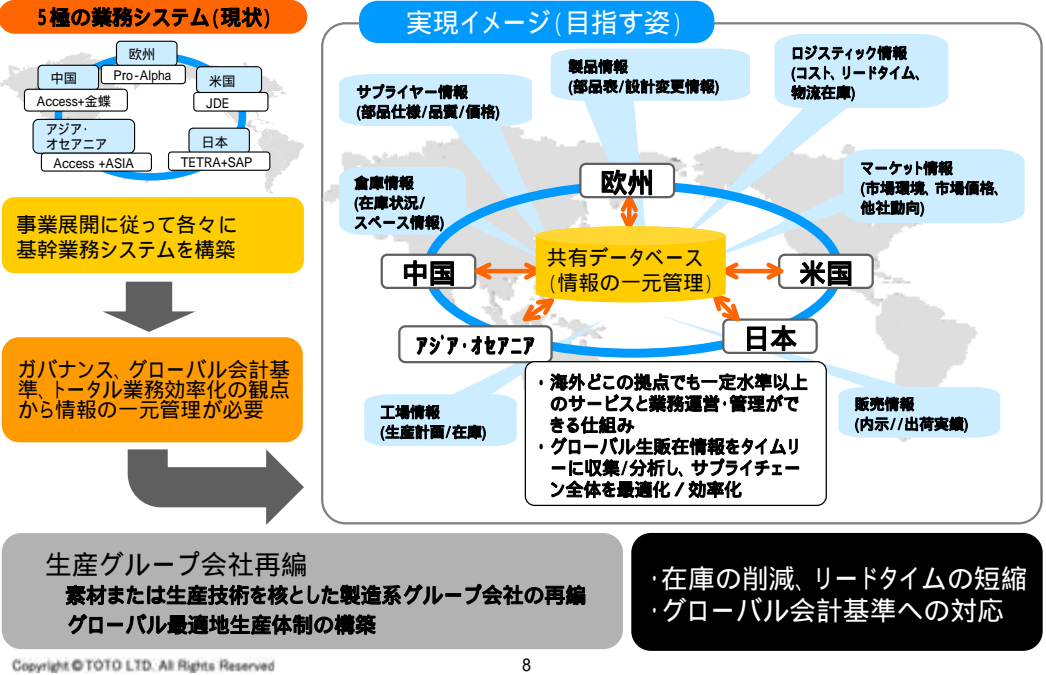 5極の業務システム(現状)
欧州
Pro-Alpha
中国
Access+金蝶
米国
JDE
アジア・
オセアニア
Access +ASIA
日本
TETRA+SAP
事業展開に従って各々に
基幹業務システムを構築
ガバナンス、グローバル会計基
準、トータル業務効率化の観点
から情報の一元管理が必要
実現イメージ(目指す姿)
サプライヤー情報
(部品仕様/品質/価格)
製品情報
(部品表/設計変更情報)
ロジスティック情報
(コスト、リードタイム、
物流在庫)
倉庫情報
(在庫状況/
スペース情報)
マーケット情報
(市場環境、市場価格、
他社動向)
欧州
中国
共有データベース
(情報の一元管理)
米国
アジア・オセアニア
日本
工場情報
(生産計画/在庫)
・海外どこの拠点でも一定水準以上
のサービスと業務運営・管理がで
きる仕組み
・グローバル生販在情報をタイムリ
ーに収集/分析し、サプライチェー
ン全体を最適化/効率化
販売情報
(内示//出荷実績)
生産グループ会社再編
素材または生産技術を核とした製造系グループ会社の再編
グローバル最適地生産体制の構築
・在庫の削減、リードタイムの短縮
・グローバル会計基準への対応
Copyright © TOTO LTD. All Rights Reserved
8